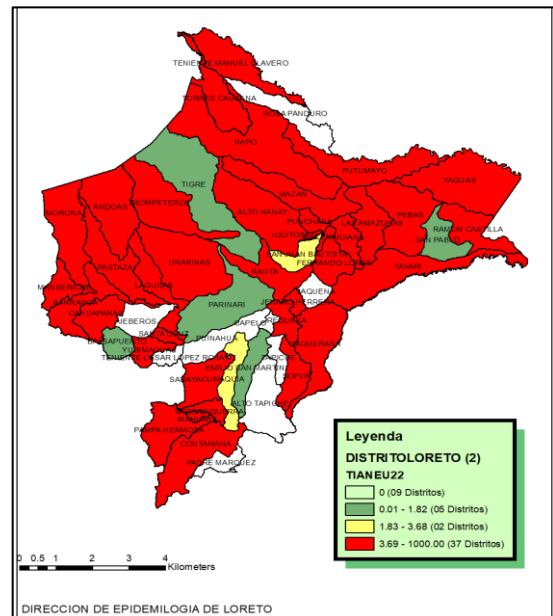 TENIENTE MANUEL CLAVERO
TORRES CAUSANA
ROSA PANDURO
NAPO
PUTUMAYO
YAGUAS
TIGRE
MAZAN
MORONA
ANDOAS
TROMPETEROS
ALTO NANAY
PUNCHANA
PEBAS
RAMON CASTILLA
IQUITOS
INDIANA
LAS AMAZONAS
SAN PABLO
SAN JUAN BAUTISTA
FERNANDO LORES
YAVARI
PASTAZA
URARINAS
NAUTA
MANSERICHE
LAGUNAS
SAQUENA
BARRANCA
PARINARI
JENARO HERRERA
CAHUAPANAS
JEBEROS
CAPELO
REQUENA
SANTA CRUZ
PUINAHUA
YAQUERANA
BALSAPUERTO
YURIMAGUAS
TENIENTE CESAR LOPEZ ROJAS
TAPICHE
EMILIO SAN MARTIN
SOPLIN
SARAYACU
MAQUIA
ALTO TAPICHE
PAMPA HERMOSA
CONTAMANA
PADRE MARQUEZ
Leyenda
DISTRITOLORETO (2)
TIANEU22
0 (09 Distritos)
0.01 - 1.82 (05 Distritos)
1.83 - 3.68 (02 Distritos)
3.69 - 1000.00 (37 Distritos)
0 0.5 1 2 3 4
Kilometers
DIRECCION DE EPIDEMILOGIA DE LORETO